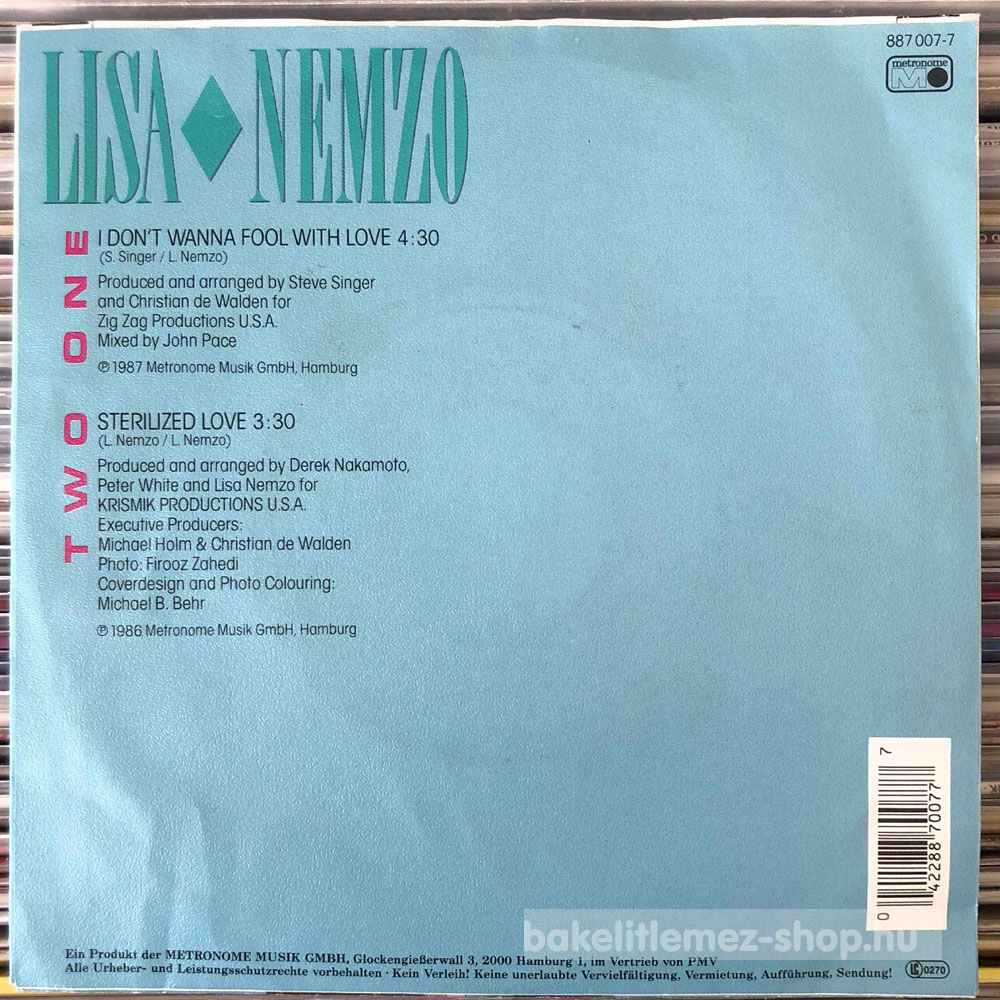 887 007-7
metronome
LISA ◆ NEMZO
ONE
I DON'T WANNA FOOL WITH LOVE 4:30
(S. Singer / L. Nemzo)
Produced and arranged by Steve Singer
and Christian de Walden for
Zig Zag Productions U.S.A.
Mixed by John Pace
℗ 1987 Metronome Musik GmbH, Hamburg
TWO
STERILIZED LOVE 3:30
(L. Nemzo / L. Nemzo)
Produced and arranged by Derek Nakamoto,
Peter White and Lisa Nemzo for
KRISMIK PRODUCTIONS U.S.A.
Executive Producers:
Michael Holm & Christian de Walden
Photo: Firooz Zahedi
Coverdesign and Photo Colouring:
Michael B. Behr
℗ 1986 Metronome Musik GmbH, Hamburg
0 42288 70077 7
bakelitlemez-shop.hu
Ein Produkt der METRONOME MUSIK GMBH, Glockengießerwall 3, 2000 Hamburg 1, im Vertrieb von PMV
Alle Urheber- und Leistungsschutzrechte vorbehalten · Kein Verleih! Keine unerlaubte Vervielfältigung, Vermietung, Aufführung, Sendung!
LC 0270